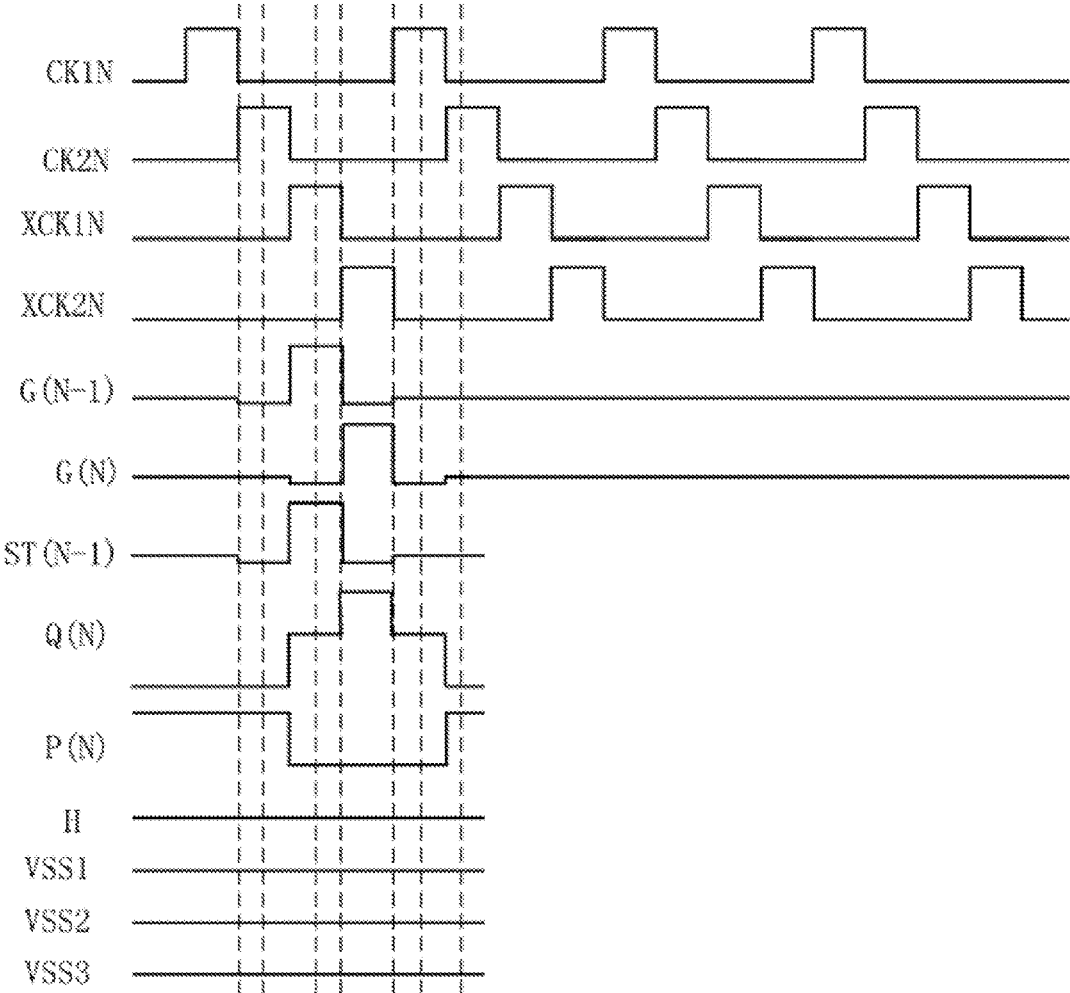 CK1N
CK2N
XCK1N
XCK2N
G(N-1)
G(N)
ST(N-1)
Q(N)
P(N)
H
VSS1
VSS2
VSS3